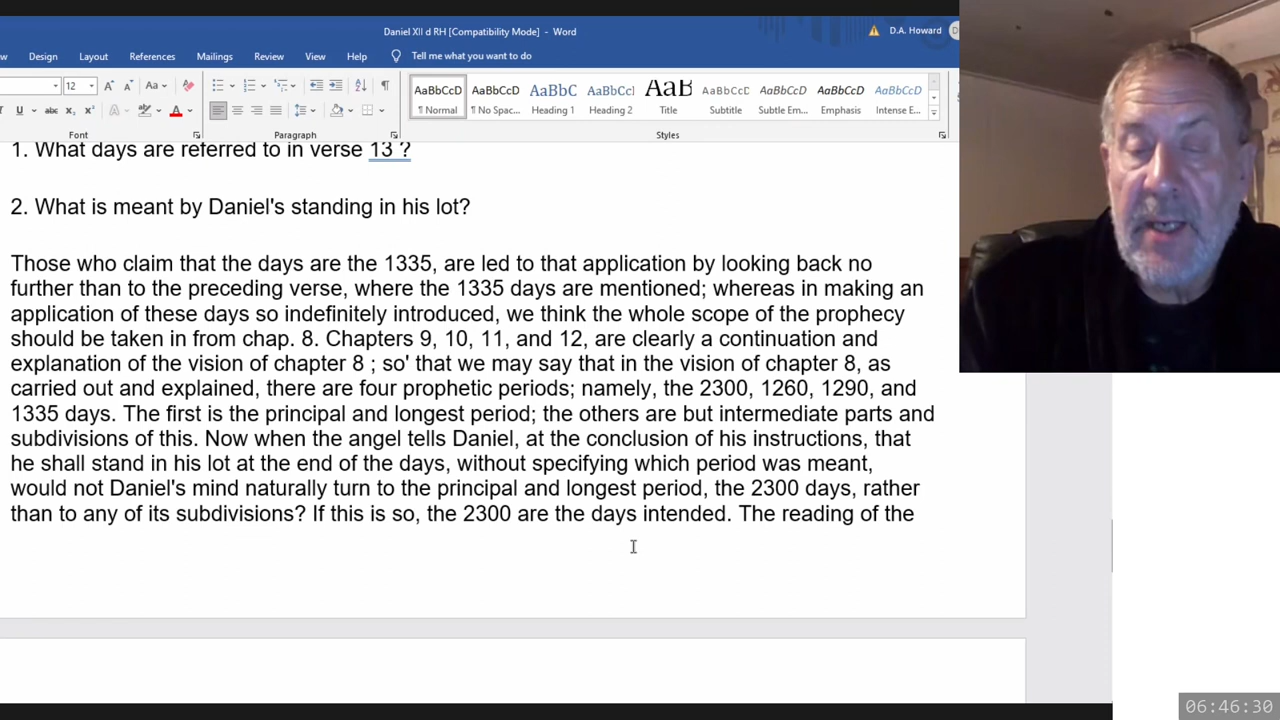 Daniel XII d RH [Compatibility Mode] - Word
D.A. Howard
Design Layout References Mailings Review View Help Tell me what you want to do
12 Aa
U abc x₂ x² A A
AaBbCcD AaBbCcD AaBbC AaBbCcI AaB AaBbCcD AaBbCcD AaBbCcD AaBbCcD
¶ Normal ¶ No Spac... Heading 1 Heading 2 Title Subtitle Subtle Em... Emphasis Intense E...
Font Paragraph Styles
1. What days are referred to in verse 13 ?
2. What is meant by Daniel's standing in his lot?
Those who claim that the days are the 1335, are led to that application by looking back no
further than to the preceding verse, where the 1335 days are mentioned; whereas in making an
application of these days so indefinitely introduced, we think the whole scope of the prophecy
should be taken in from chap. 8. Chapters 9, 10, 11, and 12, are clearly a continuation and
explanation of the vision of chapter 8 ; so' that we may say that in the vision of chapter 8, as
carried out and explained, there are four prophetic periods; namely, the 2300, 1260, 1290, and
1335 days. The first is the principal and longest period; the others are but intermediate parts and
subdivisions of this. Now when the angel tells Daniel, at the conclusion of his instructions, that
he shall stand in his lot at the end of the days, without specifying which period was meant,
would not Daniel's mind naturally turn to the principal and longest period, the 2300 days, rather
than to any of its subdivisions? If this is so, the 2300 are the days intended. The reading of the
06:46:30